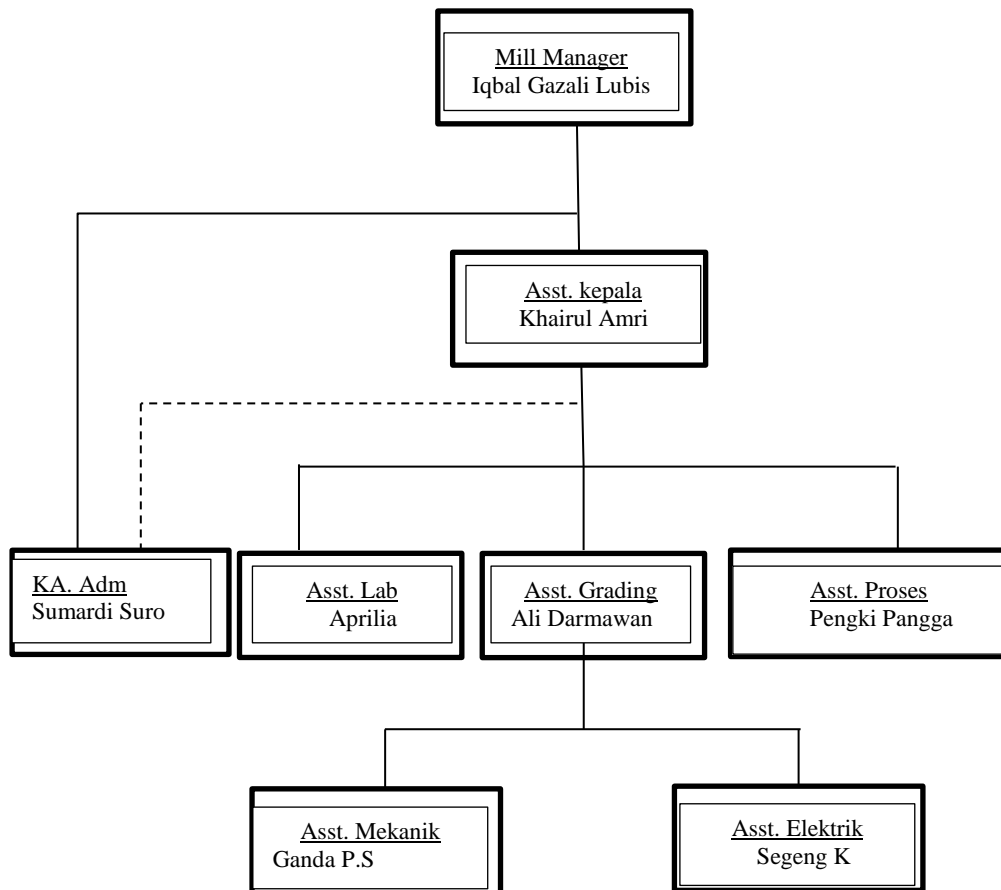 Mill Manager
Iqbal Gazali Lubis
Asst. kepala
Khairul Amri
KA. Adm
Sumardi Suro
Asst. Lab
Aprilia
Asst. Grading
Ali Darmawan
Asst. Proses
Pengki Pangga
Asst. Mekanik
Ganda P.S
Asst. Elektrik
Segeng K